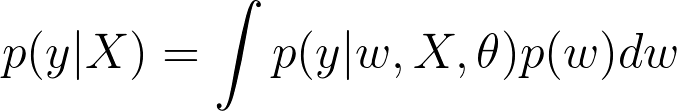 p(y|X) = ∫ p(y|w, X, θ)p(w)dw